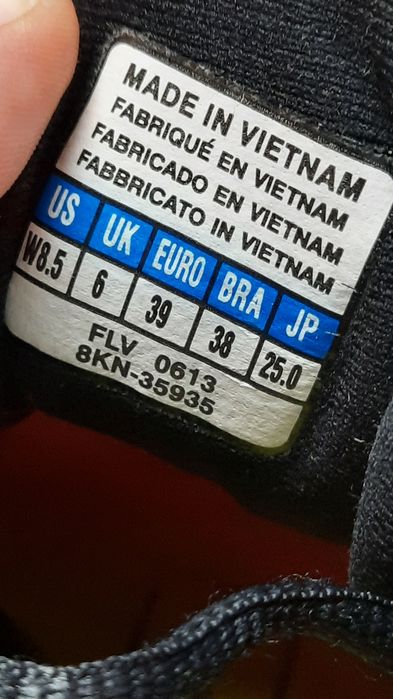 MADE IN VIETNAM
FABRIQUÉ EN VIETNAM
FABRICADO EN VIETNAM
FABBRICATO IN VIETNAM
US UK EURO BRA JP
W8.5 6 39 38 25.0
FLV 0613
8KN-35935